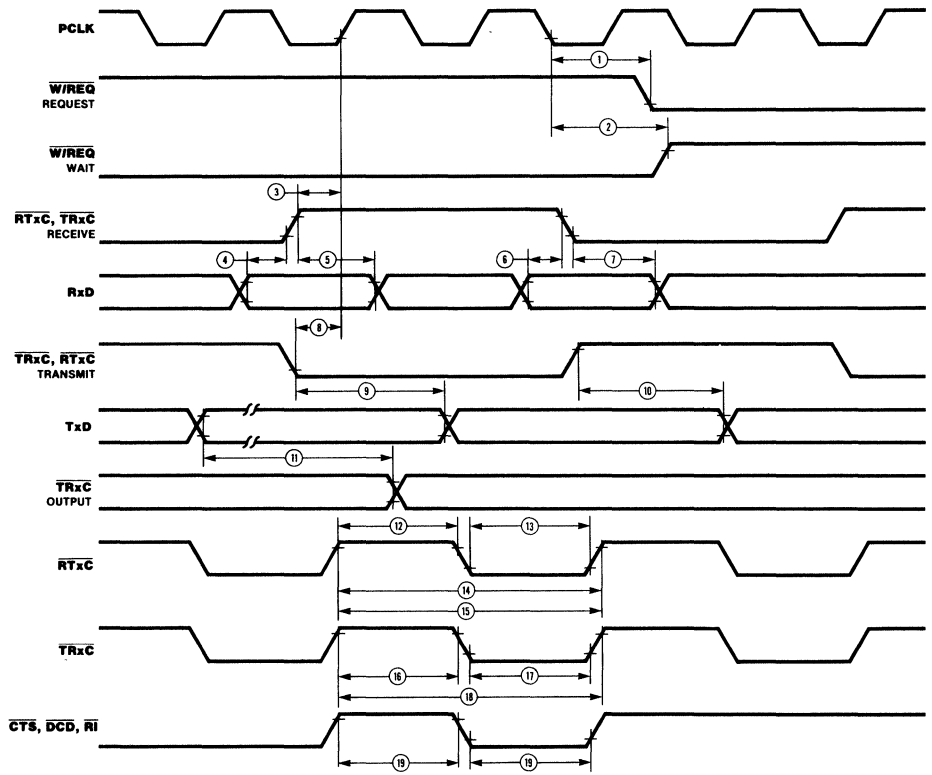 PCLK
1
W/REQ
REQUEST
2
W/REQ
WAIT
3
RTxC, TRxC
RECEIVE
4 5 6 7
RxD
8
TRxC, RTxC
TRANSMIT
9 10
TxD
11
TRxC
OUTPUT
12 13
RTxC
14
15
TRxC
16 17
18
CTS, DCD, RI
19 19